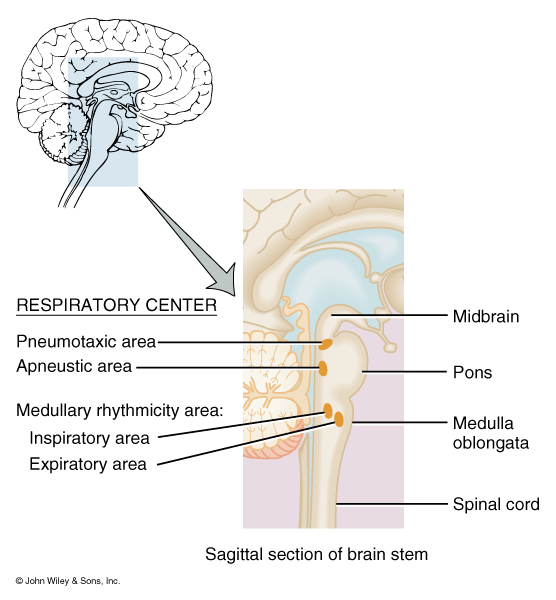 RESPIRATORY CENTER
Pneumotaxic area
Apneustic area
Medullary rhythmicity area:
Inspiratory area
Expiratory area
Midbrain
Pons
Medulla
oblongata
Spinal cord
Sagittal section of brain stem
© John Wiley & Sons, Inc.